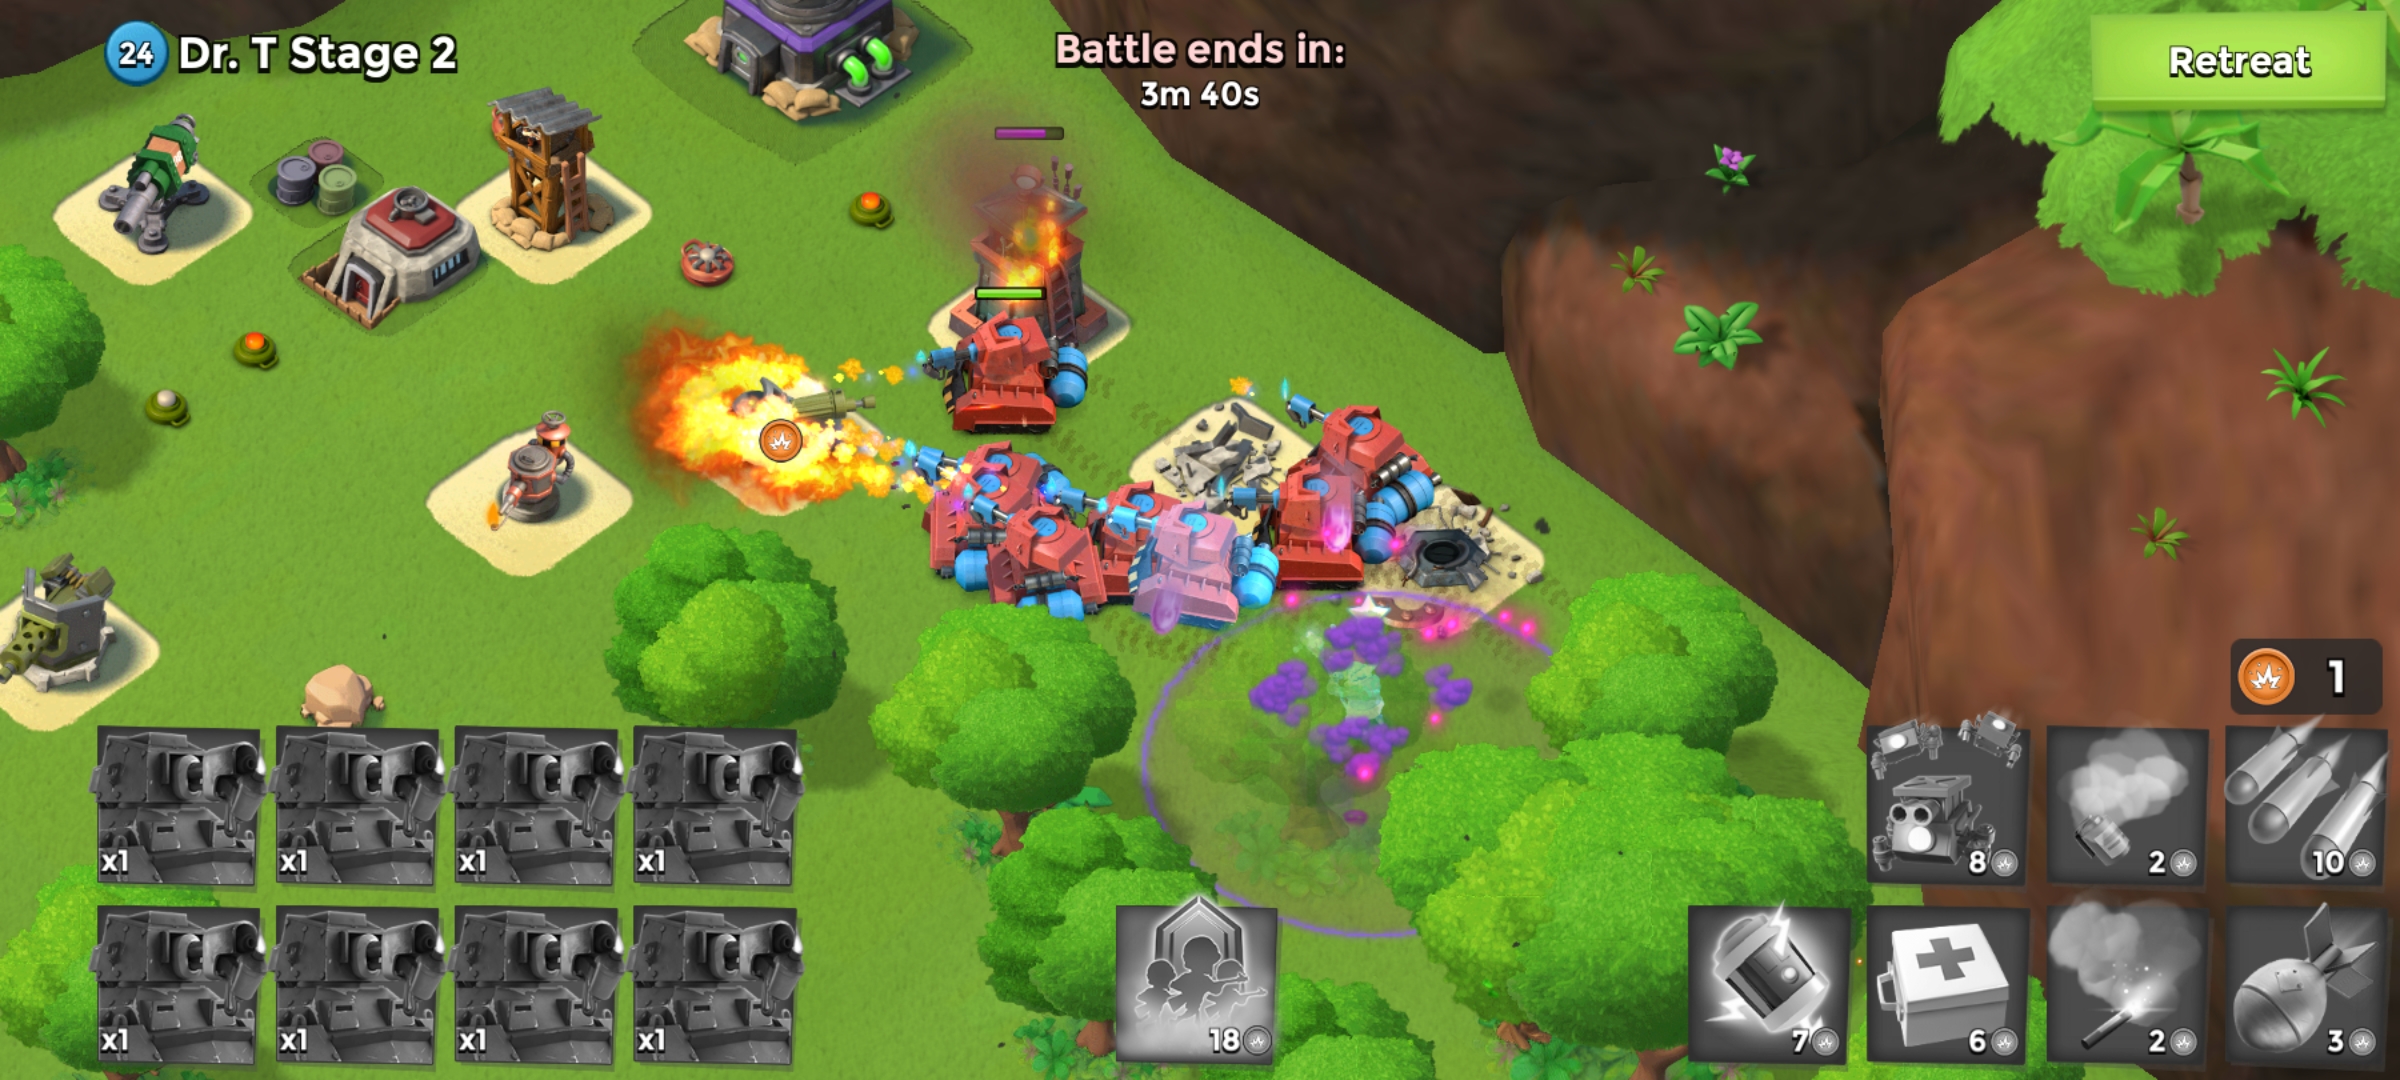 24 Dr. T Stage 2
Battle ends in:
3m 40s
Retreat
1
x1 x1 x1 x1
8 2 10
x1 x1 x1 x1
18 7 6 2 3